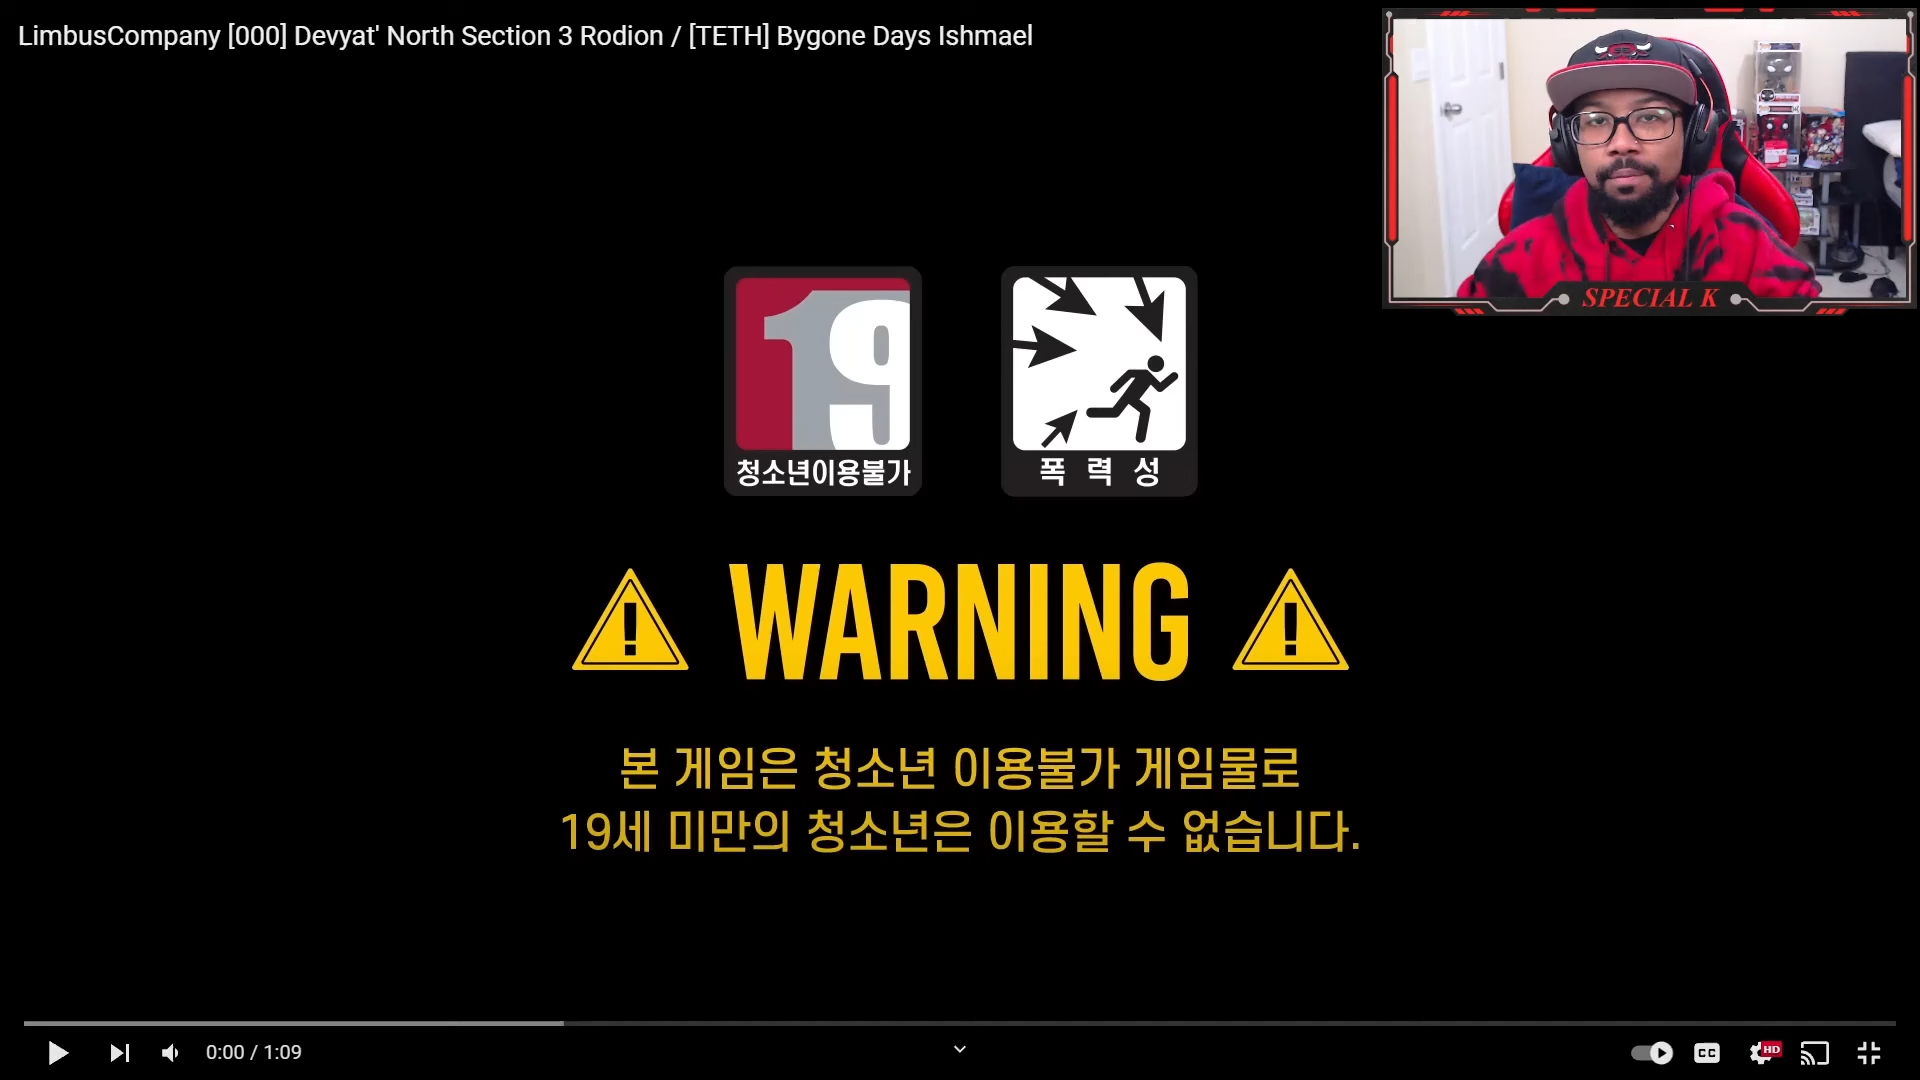 LimbusCompany [000] Devyat' North Section 3 Rodion / [TETH] Bygone Days Ishmael
SPECIAL K
19
청소년이용불가
폭력성
WARNING
본 게임은 청소년 이용불가 게임물로
19세 미만의 청소년은 이용할 수 없습니다.
0:00 / 1:09
CC
HD